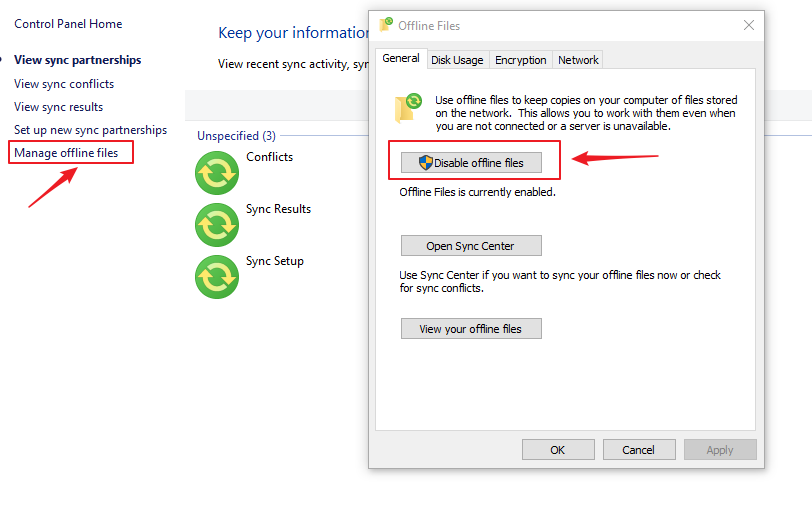 Control Panel Home
View sync partnerships
View sync conflicts
View sync results
Set up new sync partnerships
Manage offline files
Keep your information
View recent sync activity, syn
Unspecified (3)
Conflicts
Sync Results
Sync Setup
Offline Files
General
Disk Usage
Encryption
Network
Use offline files to keep copies on your computer of files stored
on the network. This allows you to work with them even when
you are not connected or a server is unavailable.
Disable offline files
Offline Files is currently enabled.
Open Sync Center
Use Sync Center if you want to sync your offline files now or check
for sync conflicts.
View your offline files
OK
Cancel
Apply